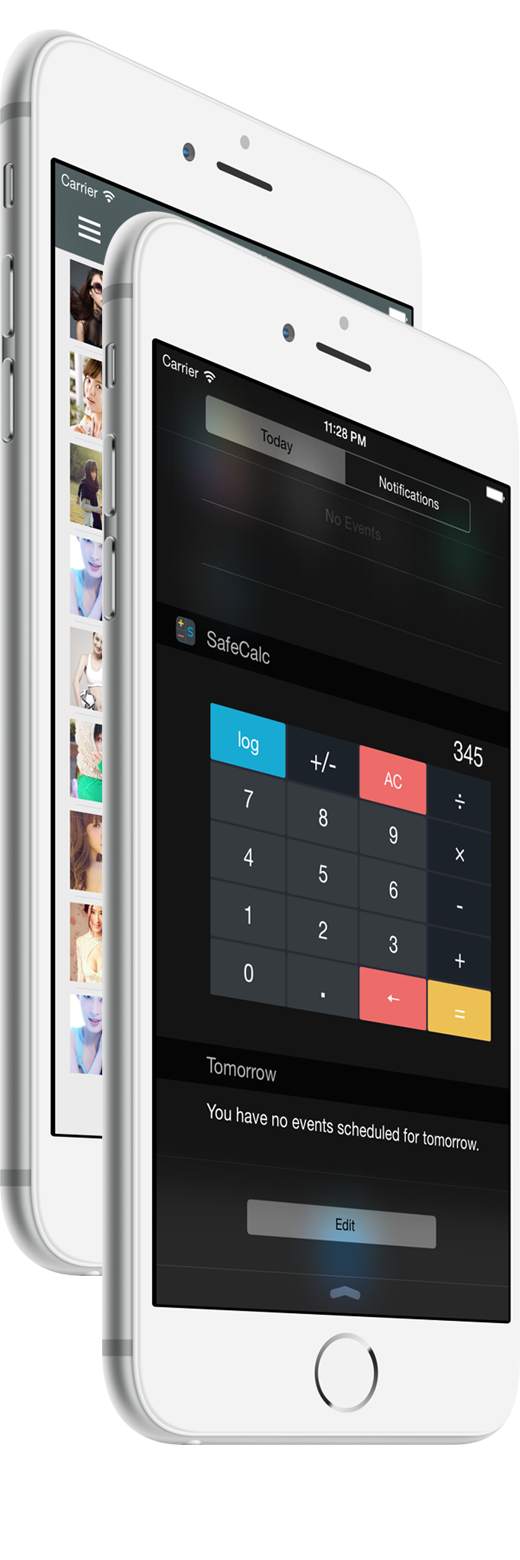 Carrier
Carrier
11:28 PM
Today
Notifications
No Events
SafeCalc
345
log +/- AC ÷
7 8 9 ×
4 5 6 -
1 2 3 +
0 . ← =
Tomorrow
You have no events scheduled for tomorrow.
Edit